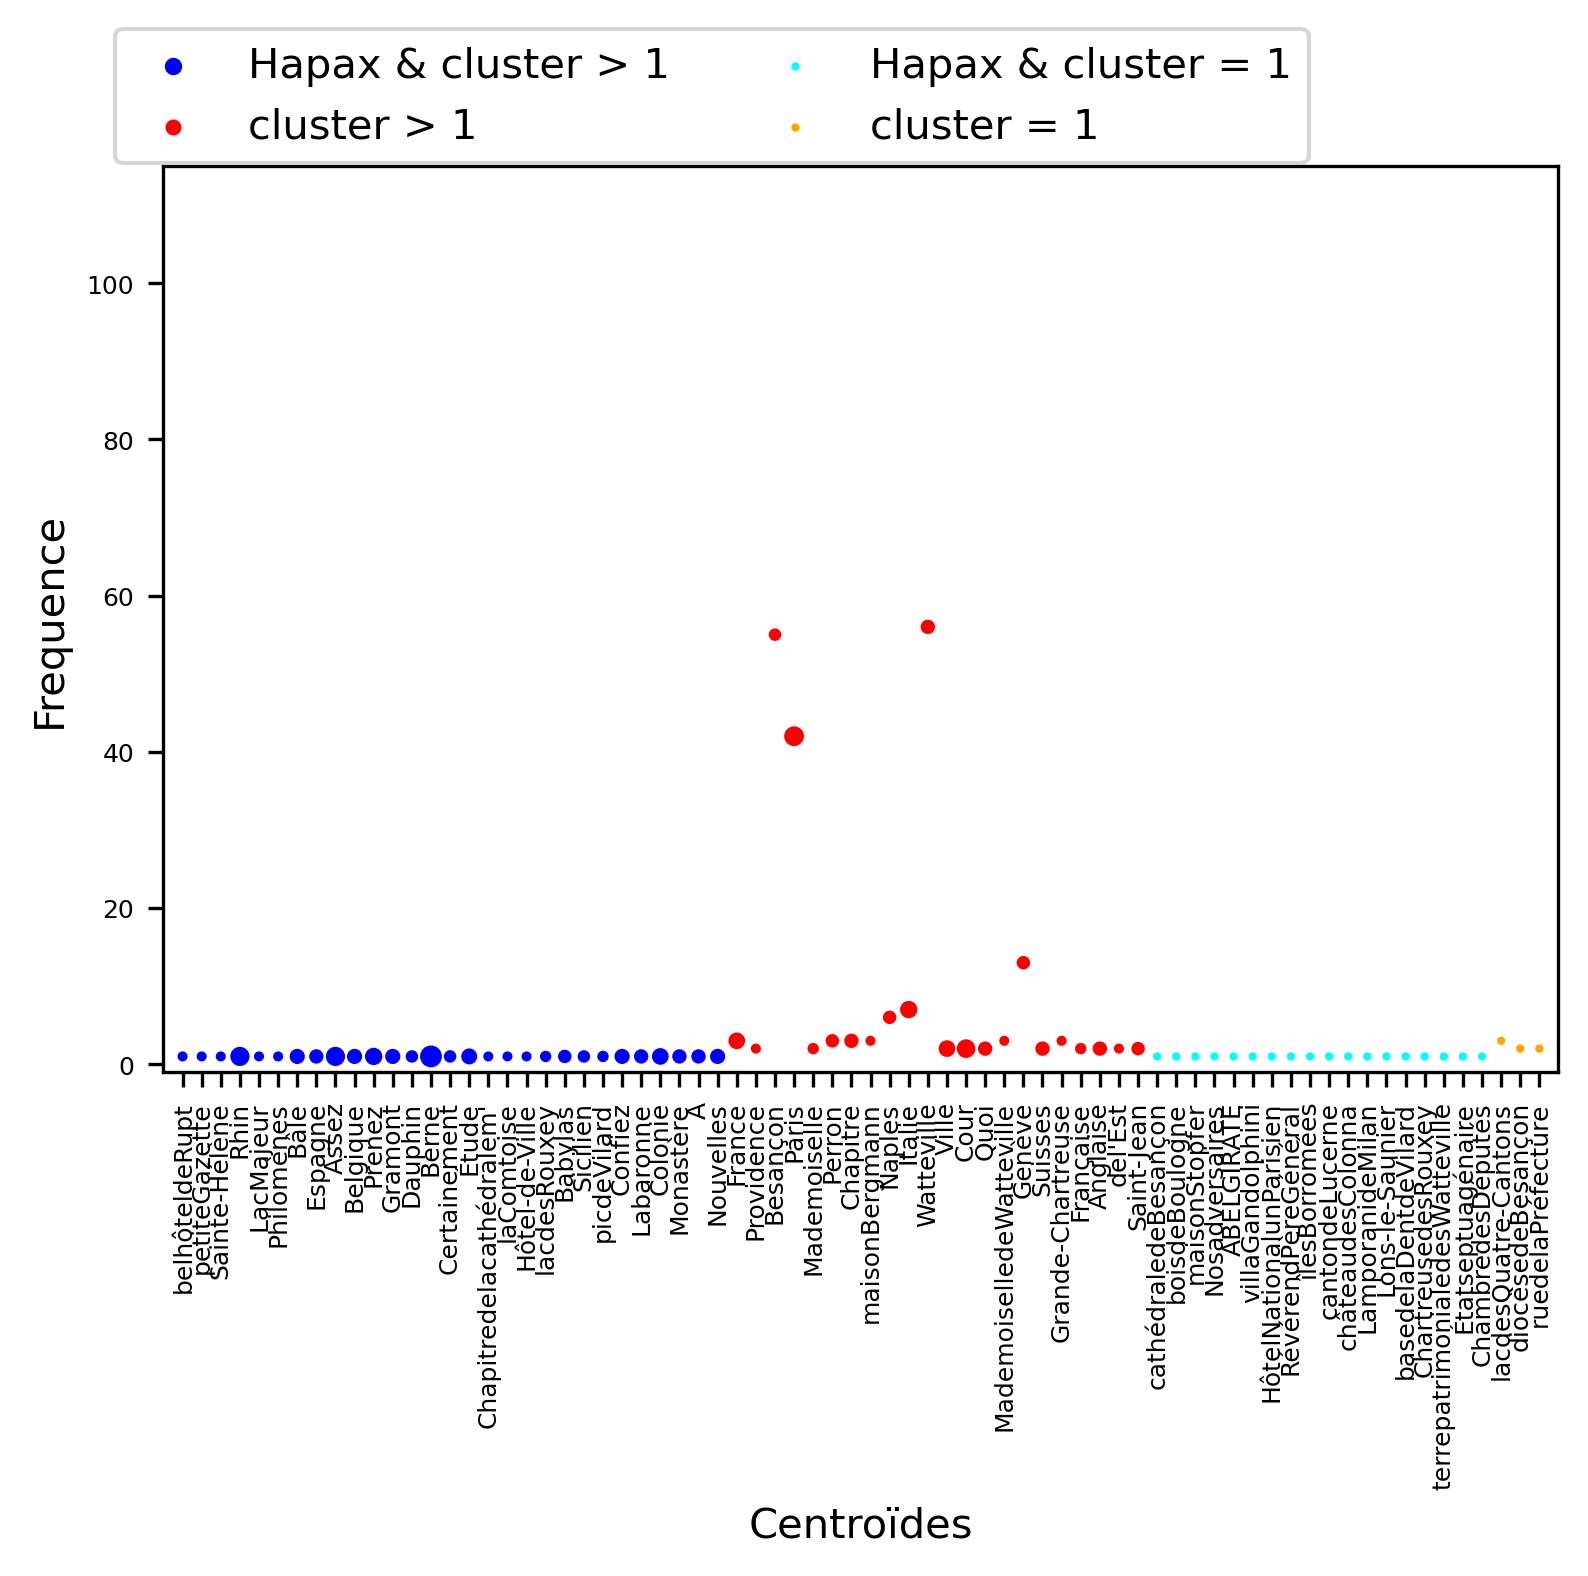 Hapax & cluster > 1
cluster > 1
Hapax & cluster = 1
cluster = 1
Frequence
100
80
60
40
20
0
belhôteldeRupt
petiteGazette
Sainte-Hélène
Rhin
LacMajeur
Philomènes
Bâle
Espagne
Assez
Belgique
Prenez
Gramont
Dauphin
Berne
Certainement
Étude
Chapitredelacathédralem'
laComtoise
Hôtel-de-Ville
lacdesRouxey
Babylas
Sicilien
picdeVilard
Confiez
Labaronne
Colonie
Monastère
A
Nouvelles
France
Providence
Besançon
Paris
Mademoiselle
Perron
Chapitre
maisonBergmann
Naples
Italie
Watteville
Ville
Cour
Quoi
MademoiselledeWatteville
Genève
Suisses
Grande-Chartreuse
Française
Anglaise
del'Est
Saint-Jean
cathédraledeBesançon
boisdeBoulogne
maisonStopfer
Nosadversaires
ABELGIRATE
villaGandolphini
HôtelNationalunParisien
RévérendPèreGénéral
îlesBorromées
cantondeLucerne
châteaudesColonna
LamporanideMilan
Lons-le-Saunier
basedelaDentdeVilard
ChartreusedesRouxey
terrepatrimonialedesWatteville
Étatseptuagénaire
ChambredesDéputés
lacdesQuatre-Cantons
diocèsedeBesançon
ruedelaPréfecture
Centroïdes